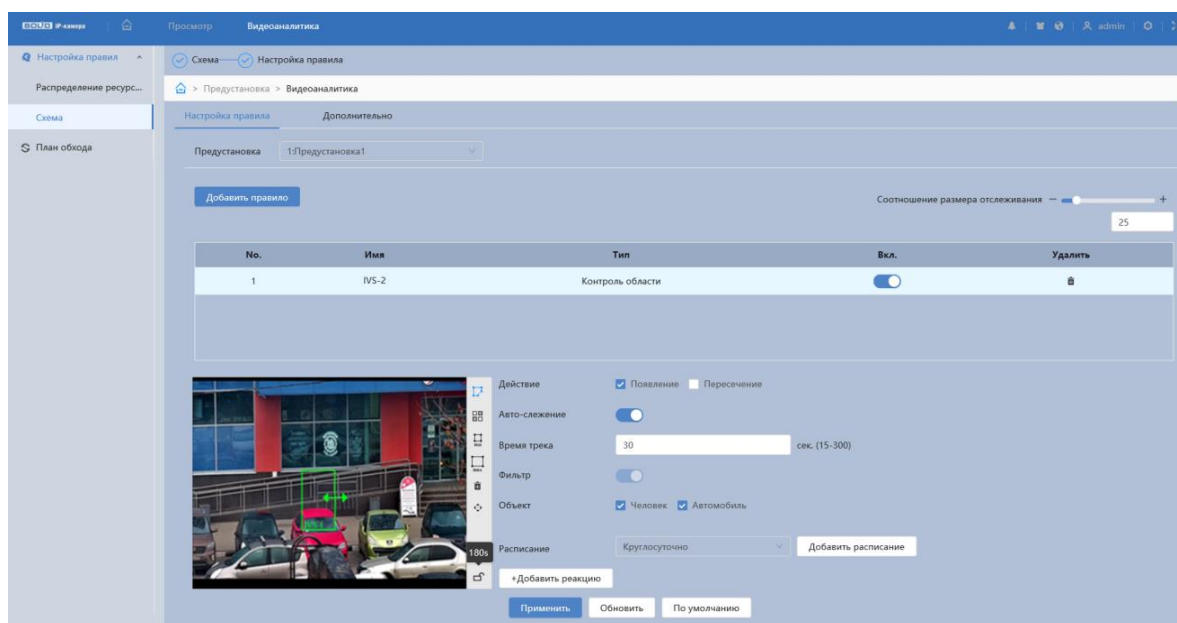 BOLID IP-камера Просмотр Видеоаналитика admin
Настройка правил Схема Настройка правила
Распределение ресурс... > Предустановка > Видеоаналитика
Схема Настройка правила Дополнительно
План обхода Предустановка 1:Предустановка1
Добавить правило Соотношение размера отслеживания − +
25
No. Имя Тип Вкл. Удалить
1 IVS-2 Контроль области
Действие Появление Пересечение
Авто-слежение
Время трека 30 сек. (15-300)
Фильтр
Объект Человек Автомобиль
180s
Расписание Круглосуточно Добавить расписание
+Добавить реакцию
Применить Обновить По умолчанию